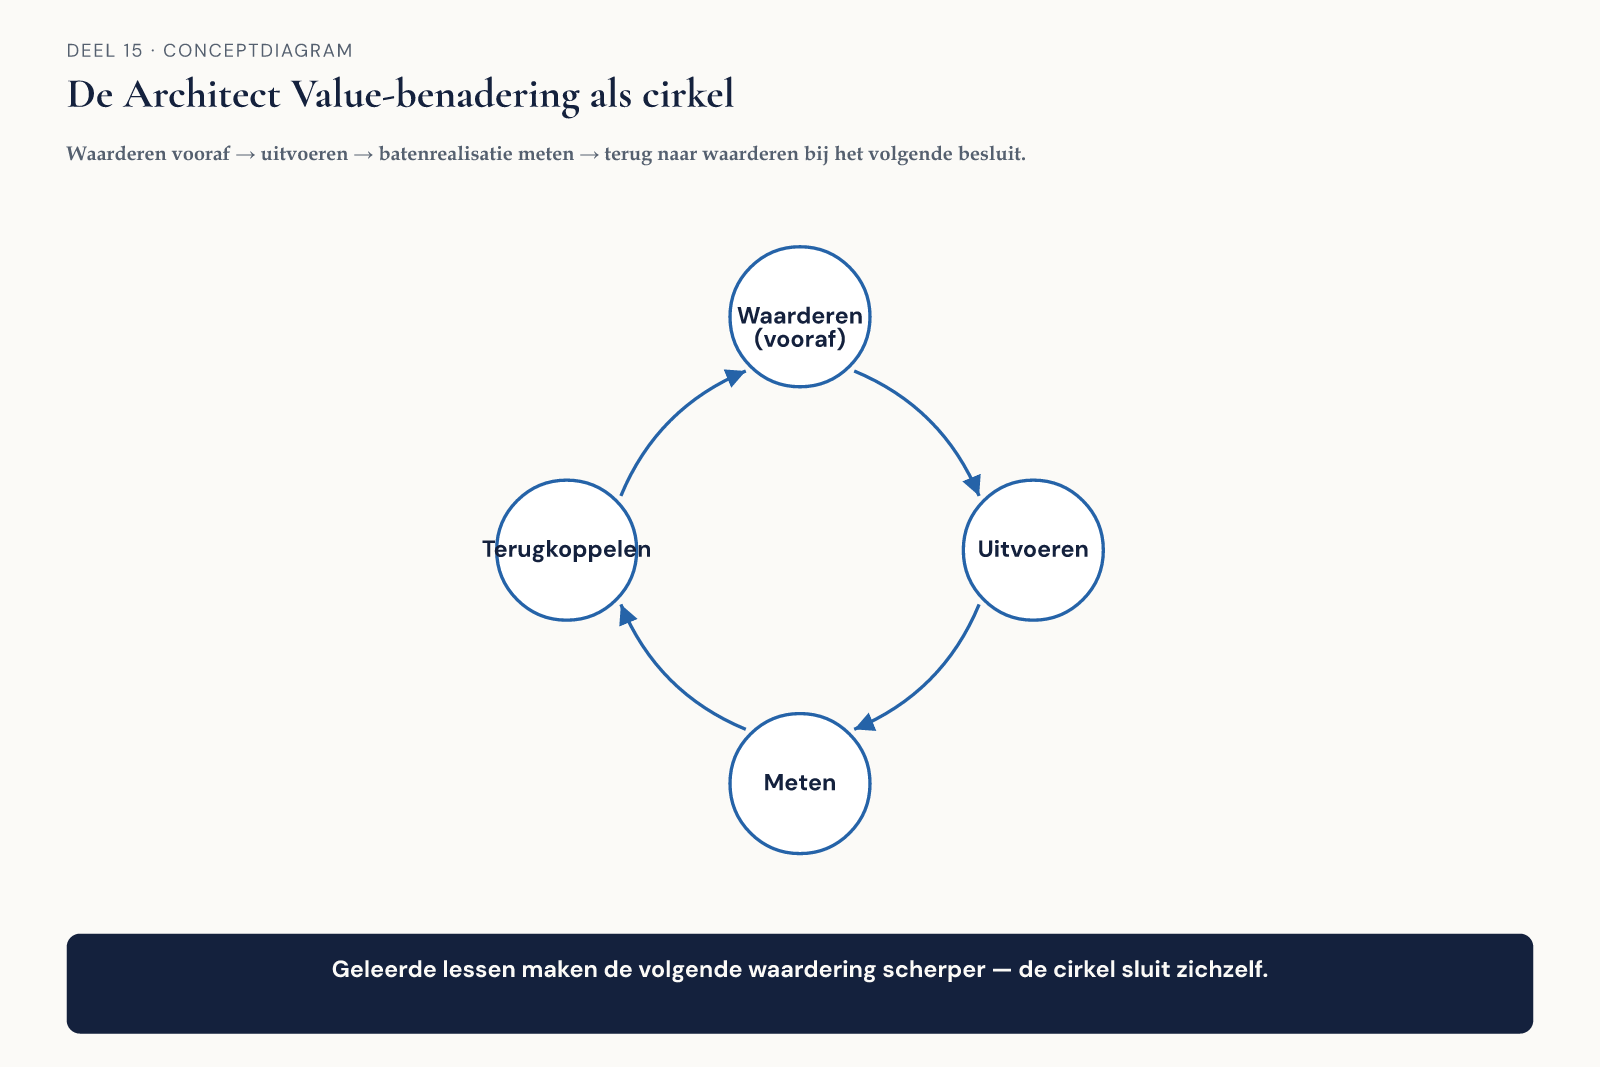 DEEL 15 · CONCEPTDIAGRAM
De Architect Value-benadering als cirkel
Waarderen vooraf → uitvoeren → batenrealisatie meten → terug naar waarderen bij het volgende besluit.
Waarderen
(vooraf)
Terugkoppelen
Uitvoeren
Meten
Geleerde lessen maken de volgende waardering scherper — de cirkel sluit zichzelf.